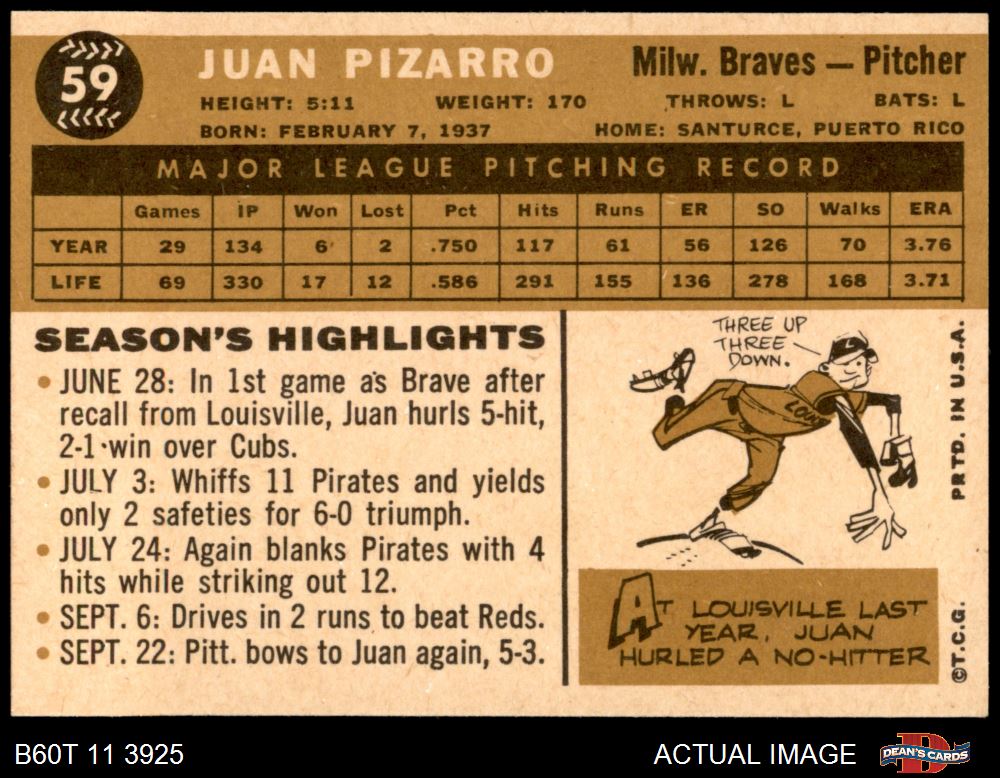 59
JUAN PIZARRO
Milw. Braves — Pitcher
HEIGHT: 5:11 WEIGHT: 170 THROWS: L BATS: L
BORN: FEBRUARY 7, 1937 HOME: SANTURCE, PUERTO RICO
MAJOR LEAGUE PITCHING RECORD
Games IP Won Lost Pct Hits Runs ER SO Walks ERA
YEAR 29 134 6 2 .750 117 61 56 126 70 3.76
LIFE 69 330 17 12 .586 291 155 136 278 168 3.71
SEASON'S HIGHLIGHTS
• JUNE 28: In 1st game as Brave after
recall from Louisville, Juan hurls 5-hit,
2-1 win over Cubs.
• JULY 3: Whiffs 11 Pirates and yields
only 2 safeties for 6-0 triumph.
• JULY 24: Again blanks Pirates with 4
hits while striking out 12.
• SEPT. 6: Drives in 2 runs to beat Reds.
• SEPT. 22: Pitt. bows to Juan again, 5-3.
THREE UP
THREE
DOWN.
L
LOU
AT LOUISVILLE LAST
YEAR, JUAN
HURLED A NO-HITTER
©T.C.G. PRTD. IN U.S.A.
B60T 11 3925
ACTUAL IMAGE
D
DEAN'S CARDS